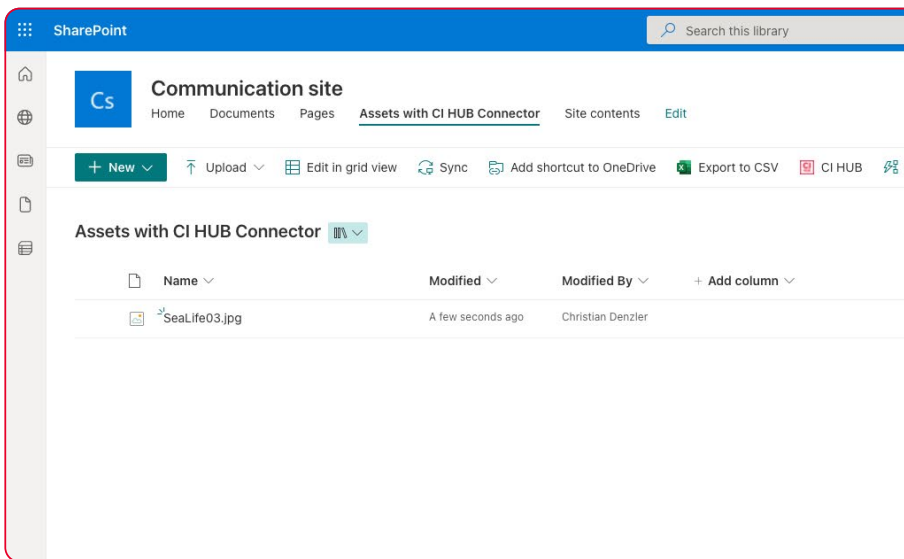 SharePoint
Search this library
Cs
Communication site
Home Documents Pages Assets with CI HUB Connector Site contents Edit
+ New Upload Edit in grid view Sync Add shortcut to OneDrive Export to CSV CI HUB
Assets with CI HUB Connector
Name Modified Modified By + Add column
SeaLife03.jpg A few seconds ago Christian Denzler